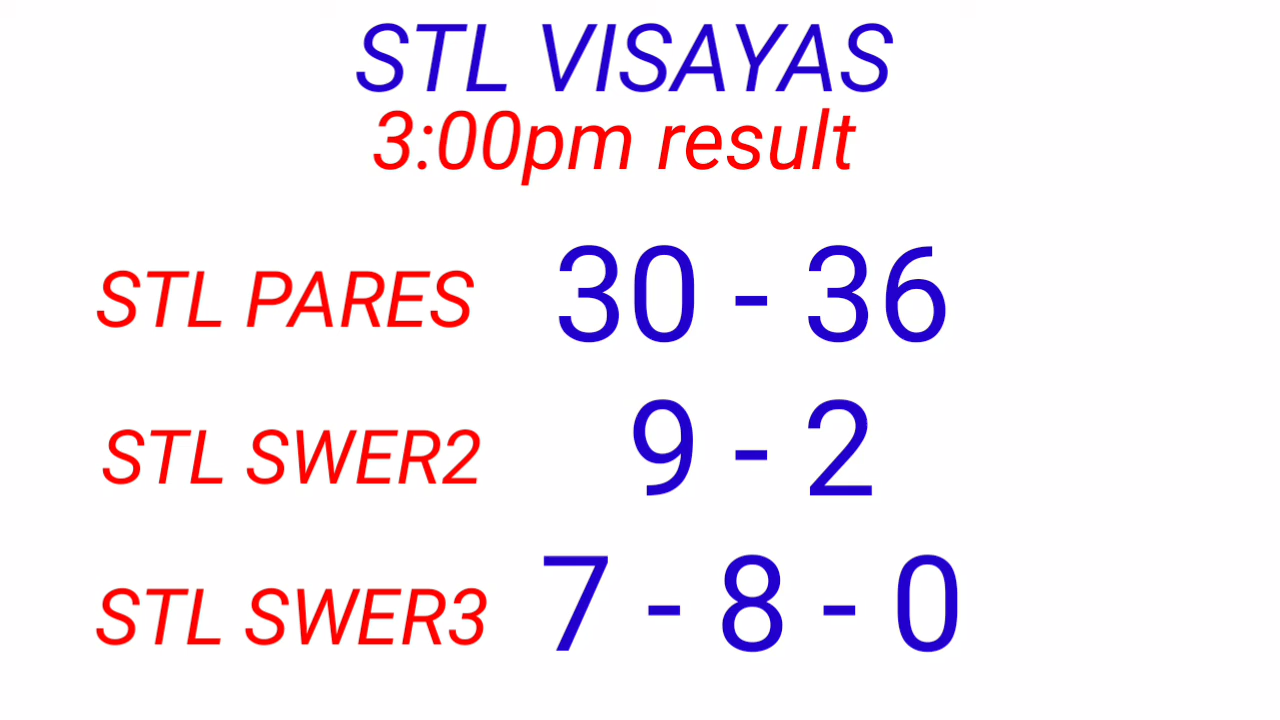 STL VISAYAS
3:00pm result
STL PARES 30 - 36
STL SWER2 9 - 2
STL SWER3 7 - 8 - 0